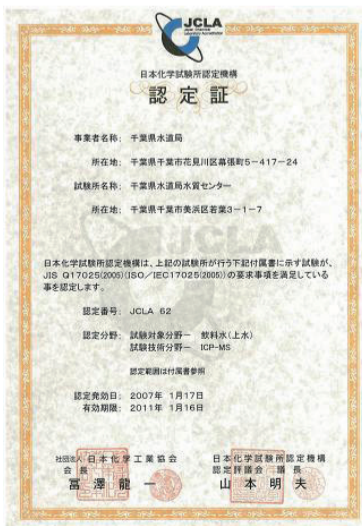 JCLA
Japan Chemical Laboratory Accreditation
日本化学試験所認定機構
認定証
事業者名称: 千葉県水道局
所在地: 千葉県千葉市花見川区幕張町5-417-24
試験所名称: 千葉県水道局水質センター
所在地: 千葉県千葉市美浜区若葉3-1-7
日本化学試験所認定機構は、上記の試験所が行う下記付属書に示す試験が、
JIS Q17025(2005)(ISO/IEC17025(2005))の要求事項を満足している
事を認定します。
認定番号: JCLA 62
認定分野: 試験対象分野- 飲料水(上水)
試験技術分野- ICP-MS
認定範囲は付属書参照
認定発効日: 2007年 1月17日
有効期限: 2011年 1月16日
社団法人 日本化学工業協会
会長
冨澤龍一
日本化学試験所認定機構
認定評議会 議長
山本明夫